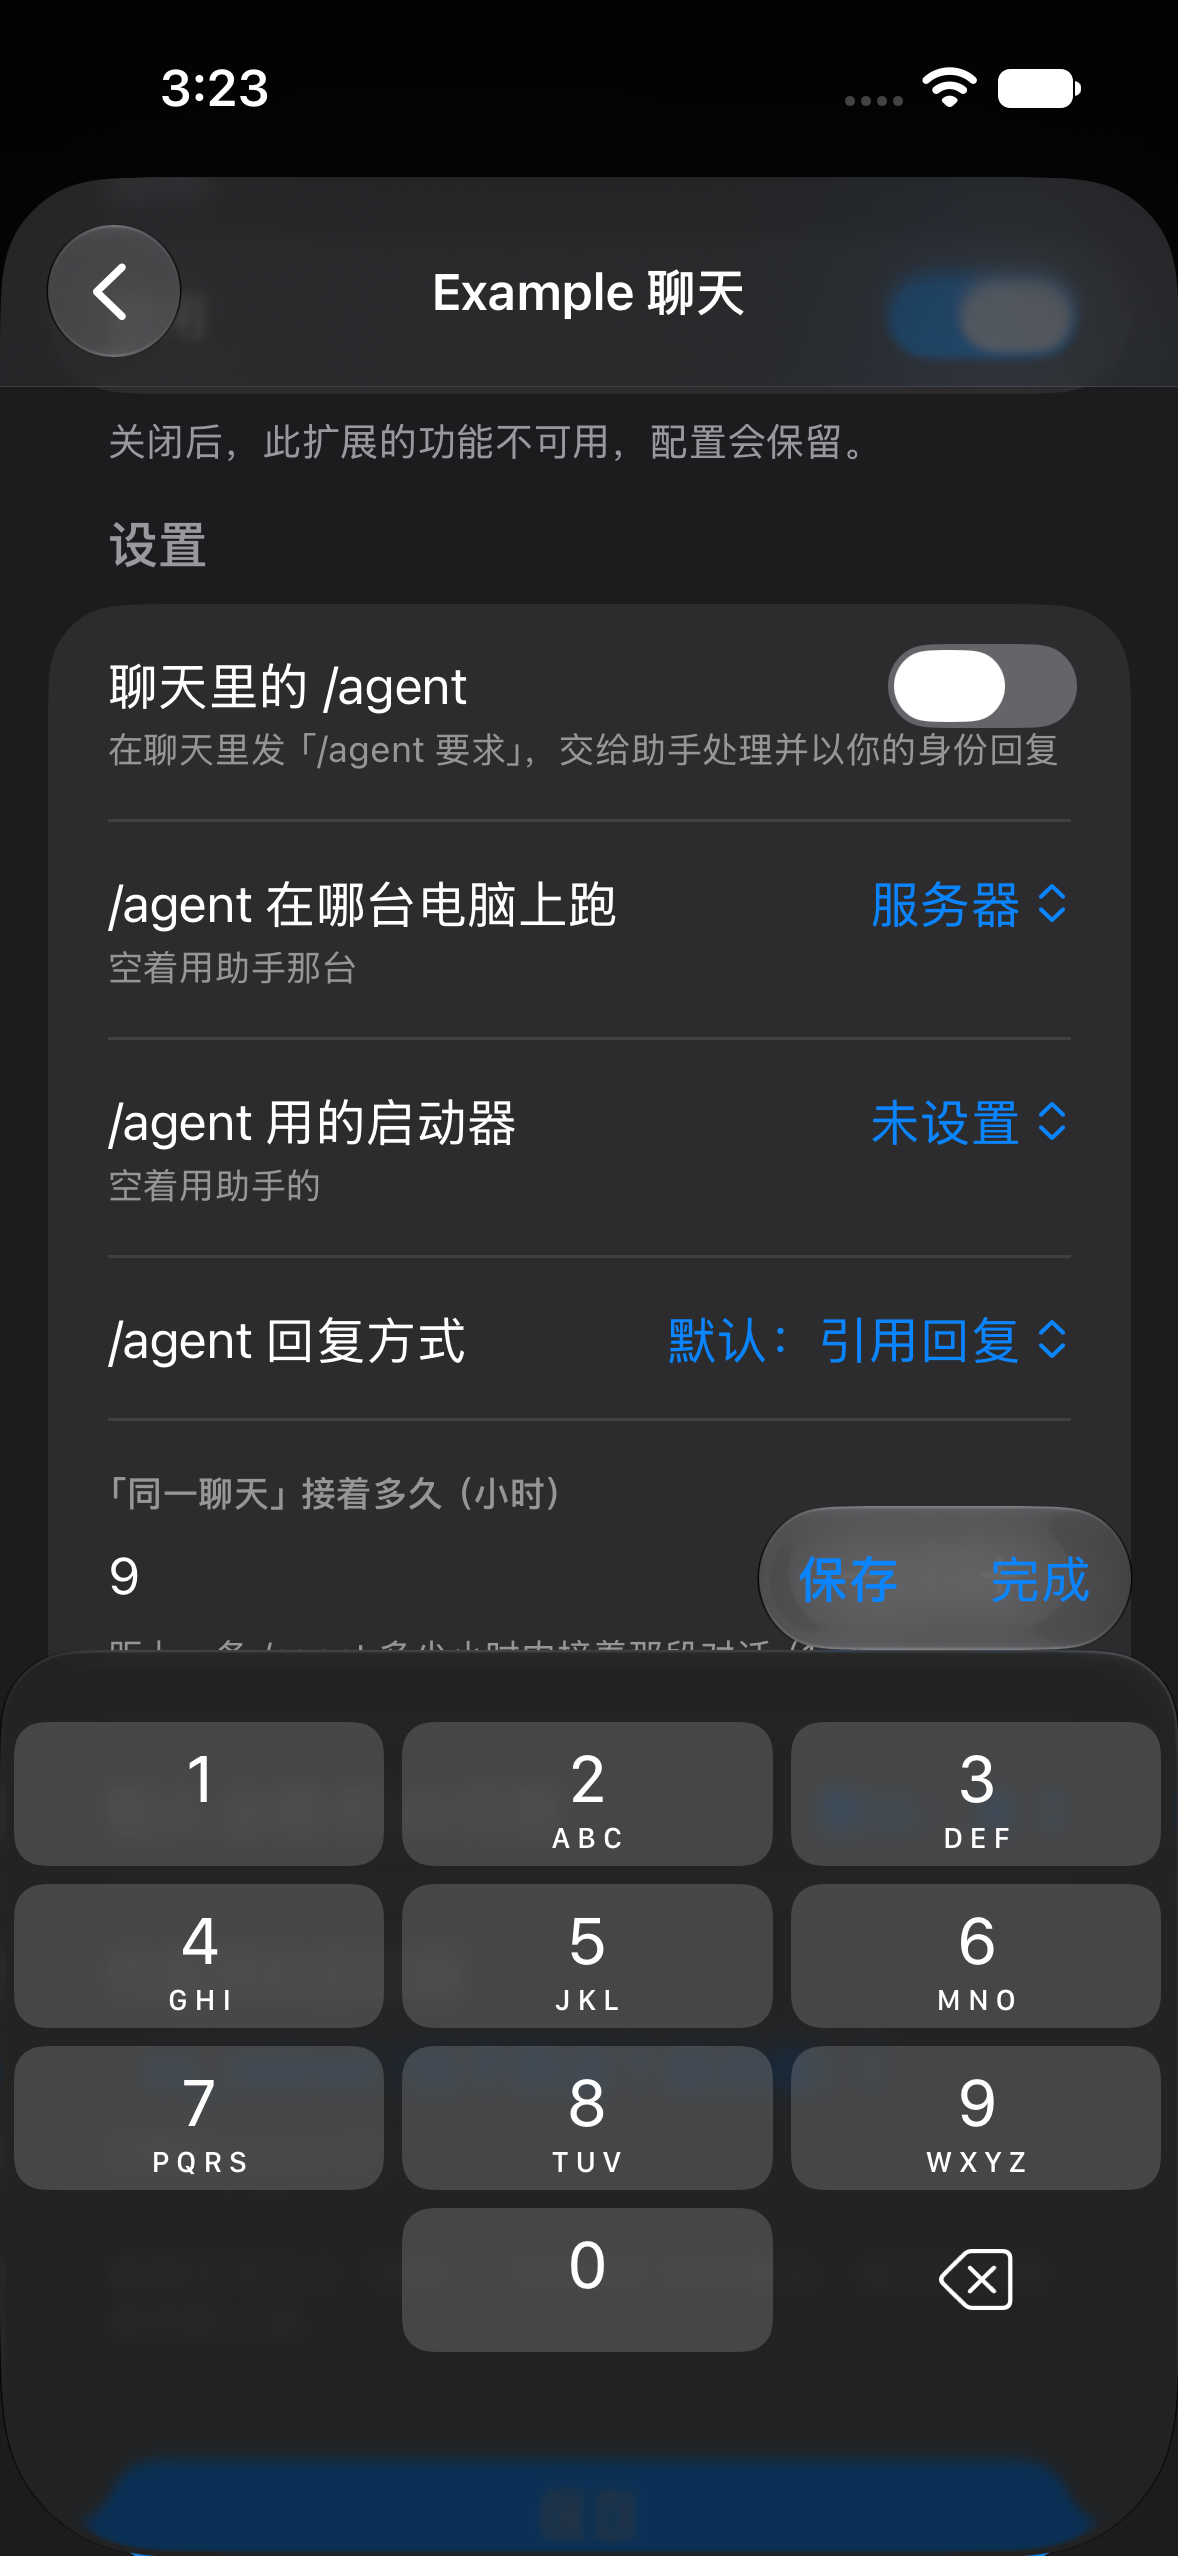 3:23
Example 聊天
关闭后，此扩展的功能不可用，配置会保留。
设置
聊天里的 /agent
在聊天里发「/agent 要求」，交给助手处理并以你的身份回复
/agent 在哪台电脑上跑
服务器
空着用助手那台
/agent 用的启动器
未设置
空着用助手的
/agent 回复方式
默认：引用回复
「同一聊天」接着多久（小时）
9
保存
完成
1
2
ABC
3
DEF
4
GHI
5
JKL
6
MNO
7
PQRS
8
TUV
9
WXYZ
0